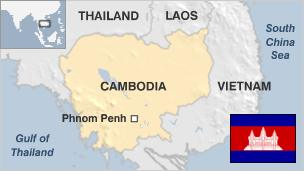 THAILAND
LAOS
South
China
Sea
CAMBODIA
VIETNAM
Phnom Penh
Gulf of
Thailand